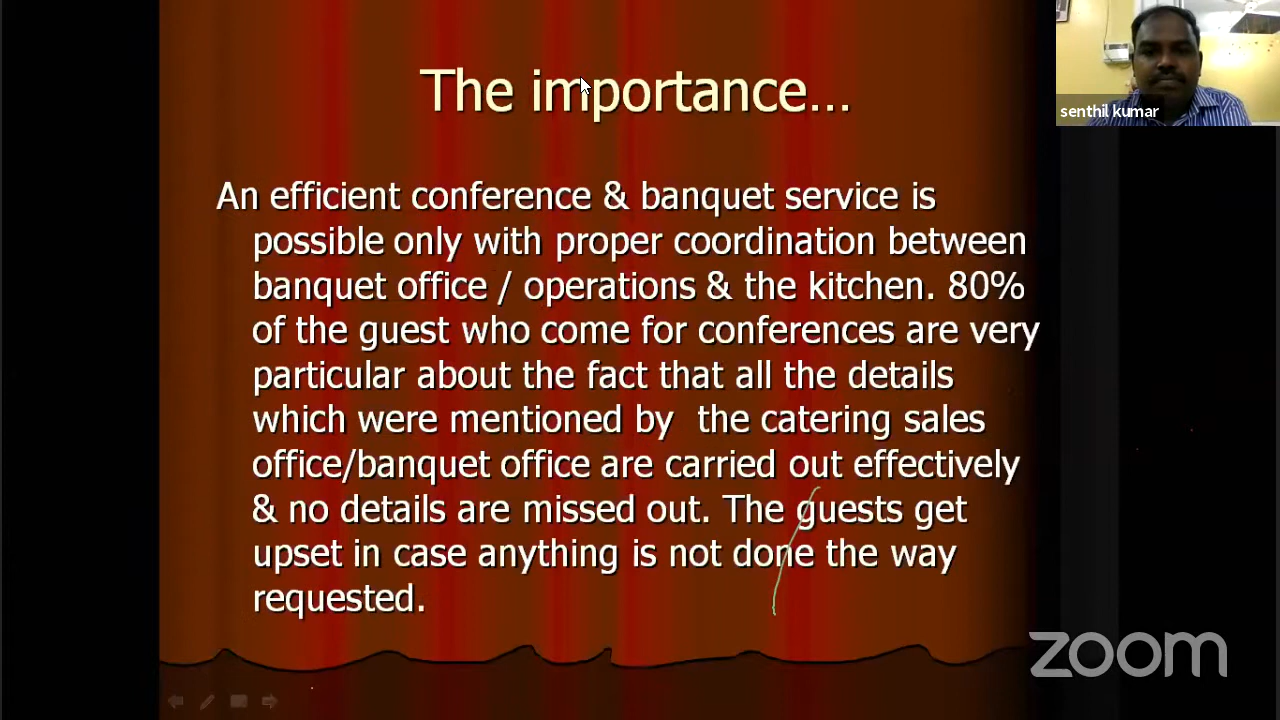 The importance...
senthil kumar
An efficient conference & banquet service is
possible only with proper coordination between
banquet office / operations & the kitchen. 80%
of the guest who come for conferences are very
particular about the fact that all the details
which were mentioned by  the catering sales
office/banquet office are carried out effectively
& no details are missed out. The guests get
upset in case anything is not done the way
requested.
zoom